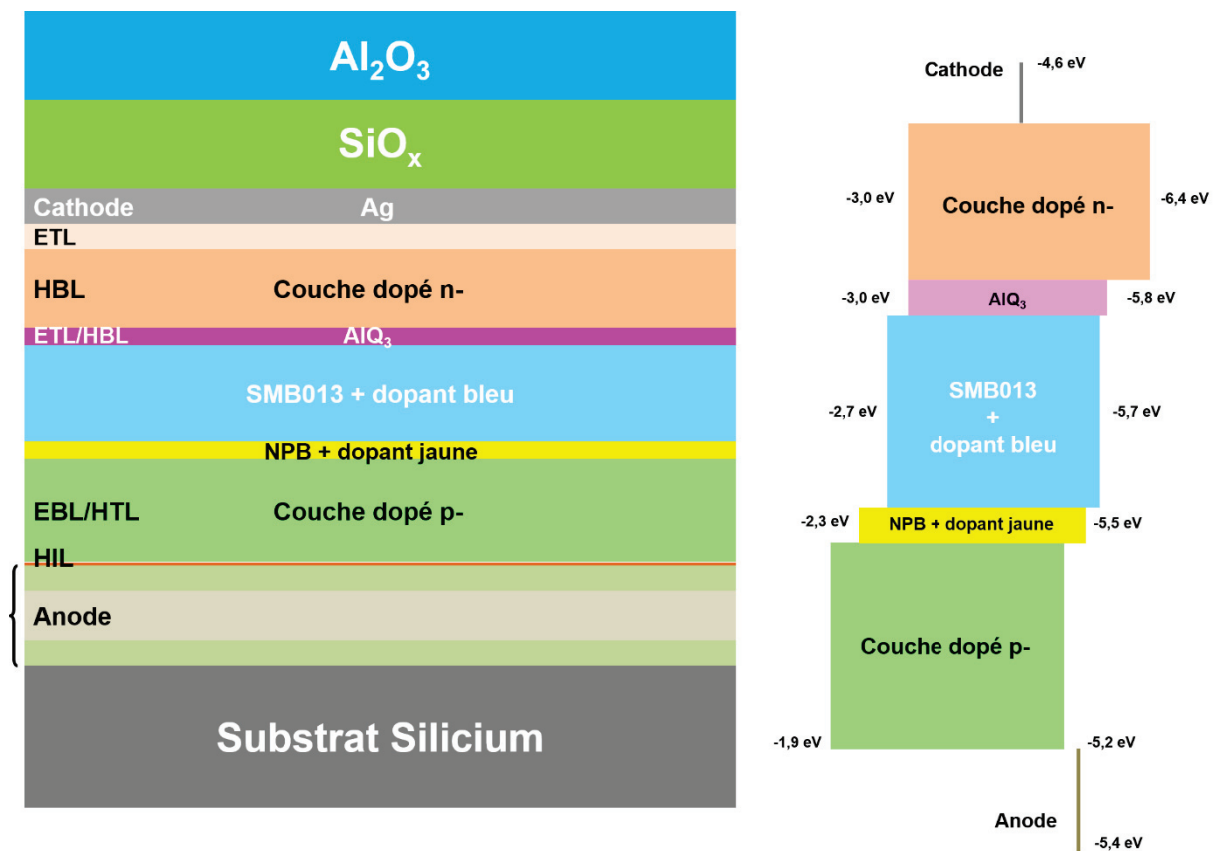 Al₂O₃
SiOₓ
Cathode Ag
ETL
HBL Couche dopé n-
ETL/HBL AlQ₃
SMB013 + dopant bleu
NPB + dopant jaune
EBL/HTL Couche dopé p-
HIL
Anode
Substrat Silicium
Cathode -4,6 eV
-3,0 eV Couche dopé n- -6,4 eV
-3,0 eV AlQ₃ -5,8 eV
SMB013
-2,7 eV + -5,7 eV
dopant bleu
-2,3 eV NPB + dopant jaune -5,5 eV
Couche dopé p-
-1,9 eV -5,2 eV
Anode
-5,4 eV